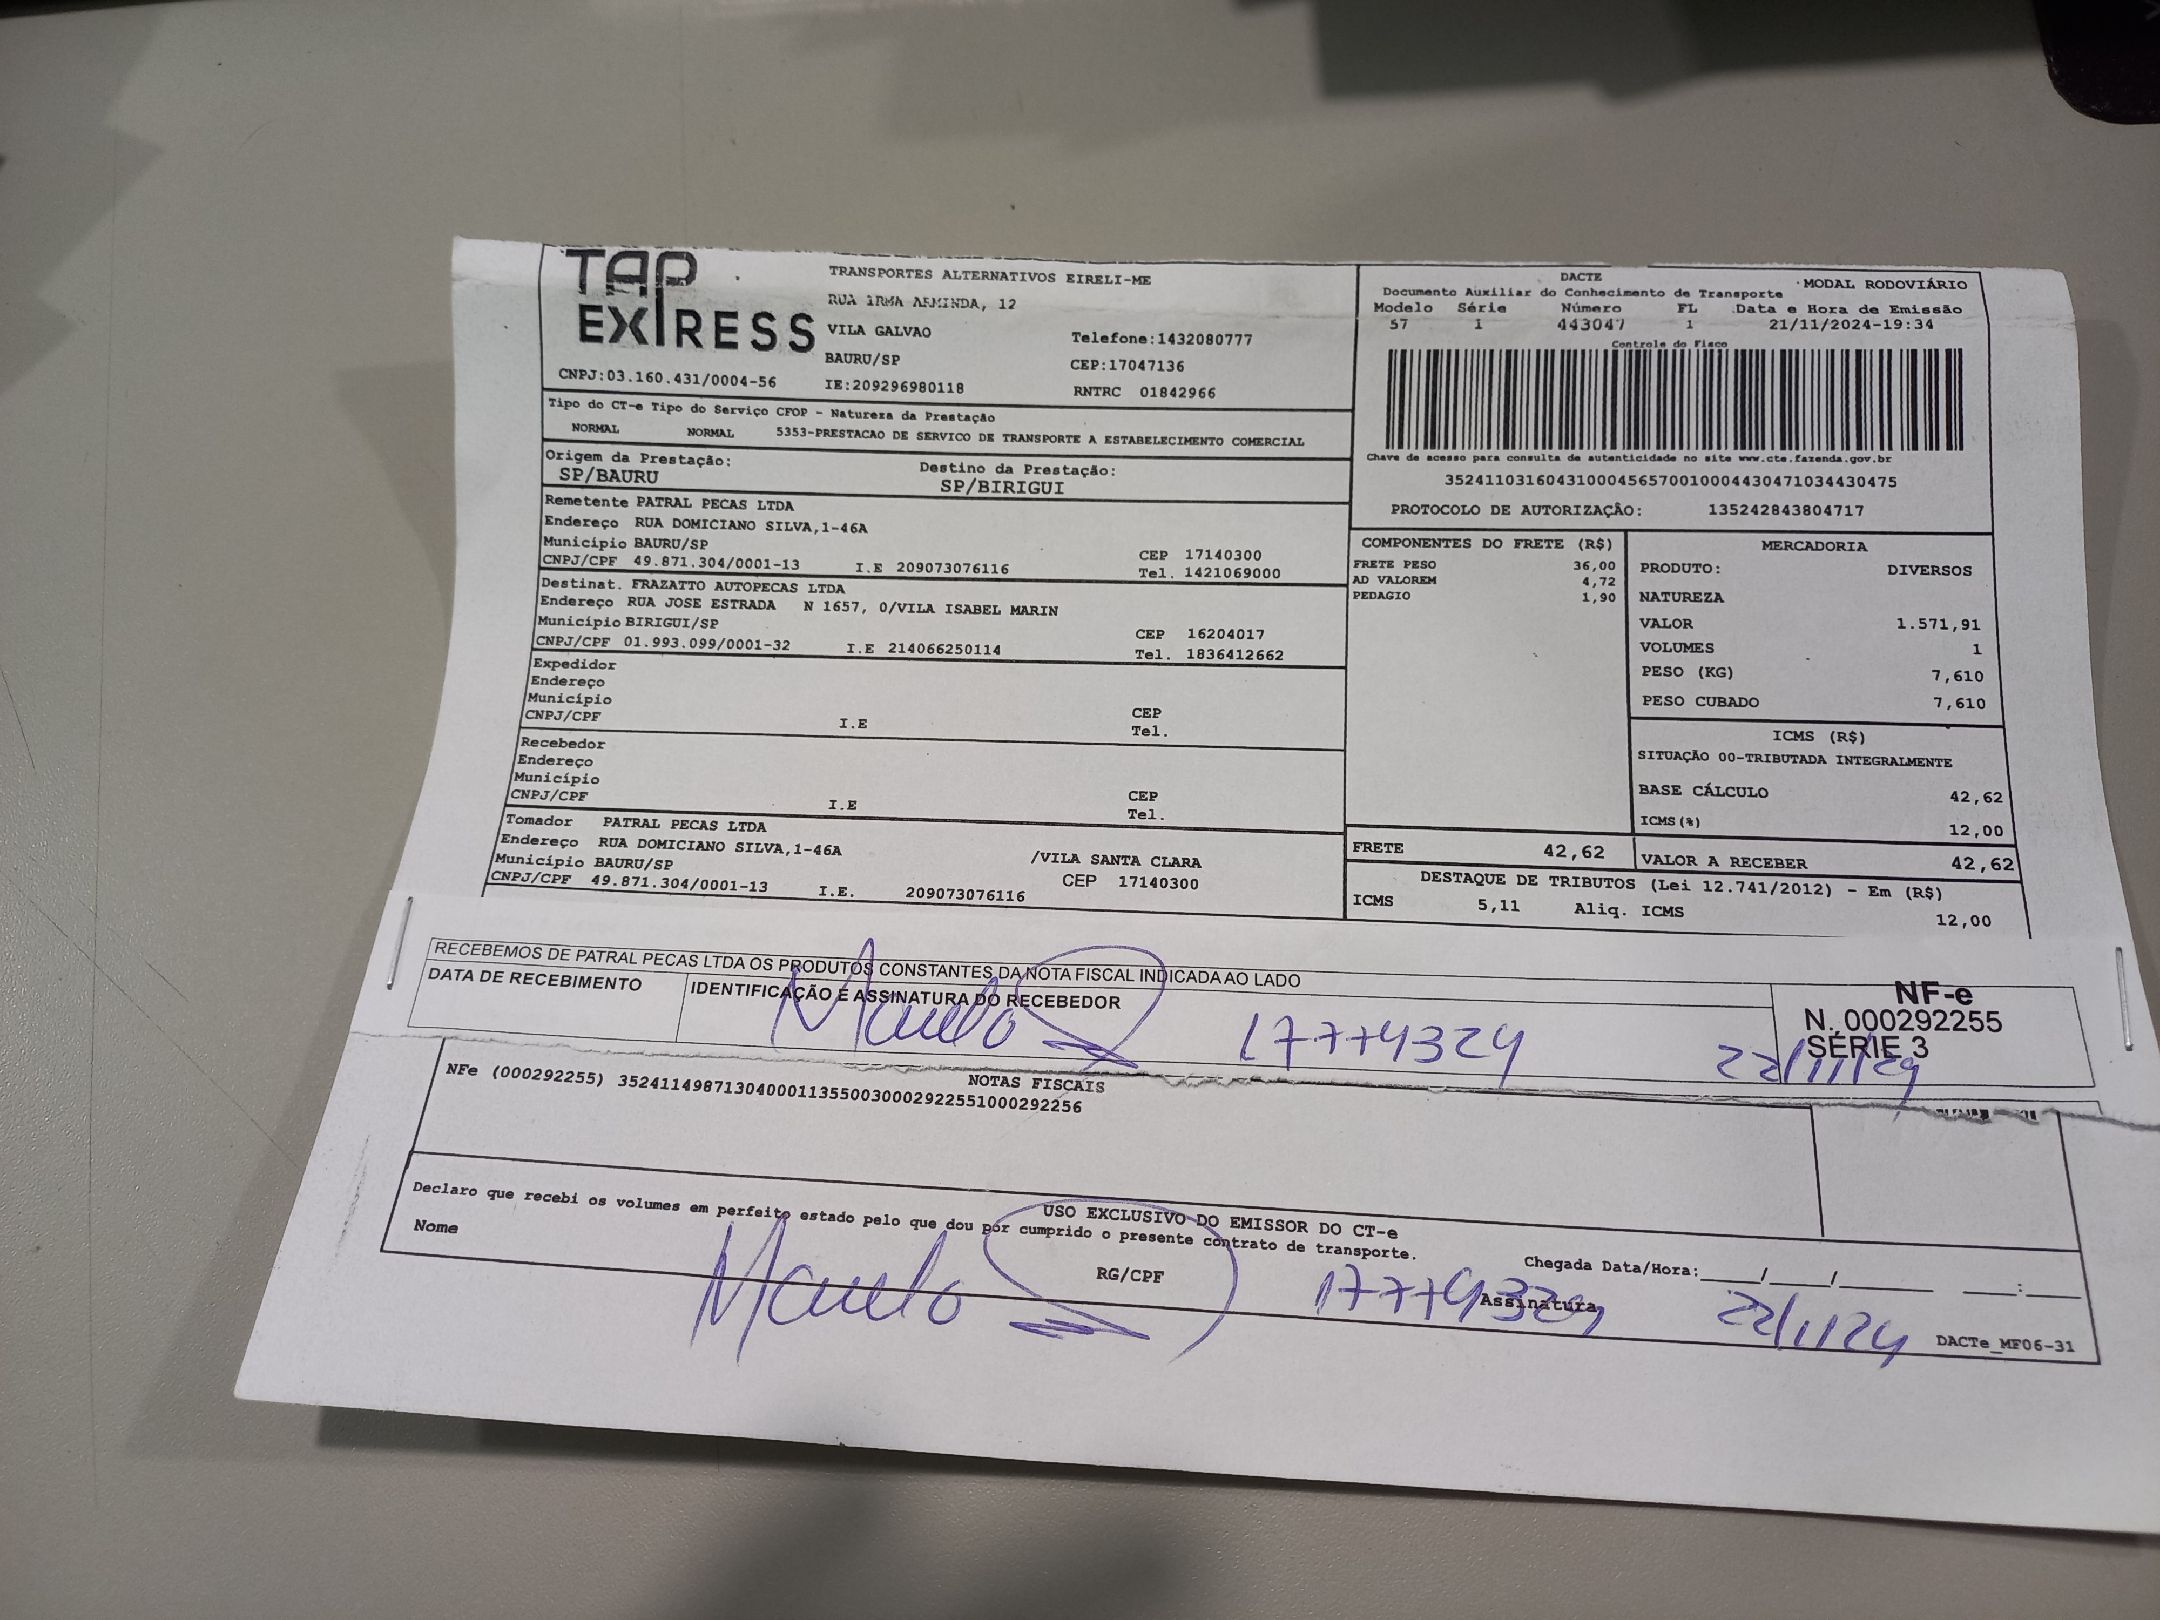 TAP EXPRESS
TRANSPORTES ALTERNATIVOS EIRELI-ME
RUA IRMA ARMINDA, 12
VILA GALVAO
Telefone:1432080777
BAURU/SP
CEP:17047136
CNPJ:03.160.431/0004-56
IE:209296980118
RNTRC 01842966
DACTE
MODAL RODOVIÁRIO
Documento Auxiliar do Conhecimento de Transporte
Modelo Série Número FL Data e Hora de Emissão
57 1 443047 1 21/11/2024-19:34
Controle do Fisco
Chave de acesso para consulta de autenticidade no site www.cte.fazenda.gov.br
35241103160431000456570010004430471034430475
PROTOCOLO DE AUTORIZAÇÃO: 135242843804717
Tipo do CT-e Tipo do Serviço CFOP - Natureza da Prestação
NORMAL NORMAL 5353-PRESTACAO DE SERVICO DE TRANSPORTE A ESTABELECIMENTO COMERCIAL
Origem da Prestação: Destino da Prestação:
SP/BAURU SP/BIRIGUI
Remetente PATRAL PECAS LTDA
Endereço RUA DOMICIANO SILVA,1-46A
Município BAURU/SP CEP 17140300
CNPJ/CPF 49.871.304/0001-13 I.E 209073076116 Tel. 1421069000
Destinat. FRAZATTO AUTOPECAS LTDA
Endereço RUA JOSE ESTRADA N 1657, 0/VILA ISABEL MARIN
Município BIRIGUI/SP CEP 16204017
CNPJ/CPF 01.993.099/0001-32 I.E 214066250114 Tel. 1836412662
Expedidor
Endereço
Município CEP
CNPJ/CPF I.E Tel.
Recebedor
Endereço
Município CEP
CNPJ/CPF I.E Tel.
Tomador PATRAL PECAS LTDA
Endereço RUA DOMICIANO SILVA,1-46A /VILA SANTA CLARA
Município BAURU/SP CEP 17140300
CNPJ/CPF 49.871.304/0001-13 I.E. 209073076116
COMPONENTES DO FRETE (R$)
FRETE PESO 36,00
AD VALOREM 4,72
PEDAGIO 1,90
MERCADORIA
PRODUTO: DIVERSOS
NATUREZA
VALOR 1.571,91
VOLUMES 1
PESO (KG) 7,610
PESO CUBADO 7,610
ICMS (R$)
SITUAÇÃO 00-TRIBUTADA INTEGRALMENTE
BASE CÁLCULO 42,62
ICMS(%) 12,00
FRETE 42,62 VALOR A RECEBER 42,62
DESTAQUE DE TRIBUTOS (Lei 12.741/2012) - Em (R$)
ICMS 5,11 Aliq. ICMS 12,00
RECEBEMOS DE PATRAL PECAS LTDA OS PRODUTOS CONSTANTES DA NOTA FISCAL INDICADA AO LADO
DATA DE RECEBIMENTO IDENTIFICAÇÃO E ASSINATURA DO RECEBEDOR
NF-e
N. 000292255
SÉRIE 3
17774324 22/11/24
NOTAS FISCAIS
NFe (000292255) 35241149871304000113550030002922551000292256
USO EXCLUSIVO DO EMISSOR DO CT-e
Declaro que recebi os volumes em perfeito estado pelo que dou por cumprido o presente contrato de transporte.
Nome RG/CPF Assinatura Chegada Data/Hora:____/____/______ ___:____
17774324 22/11/24
DACTe_MF06-31